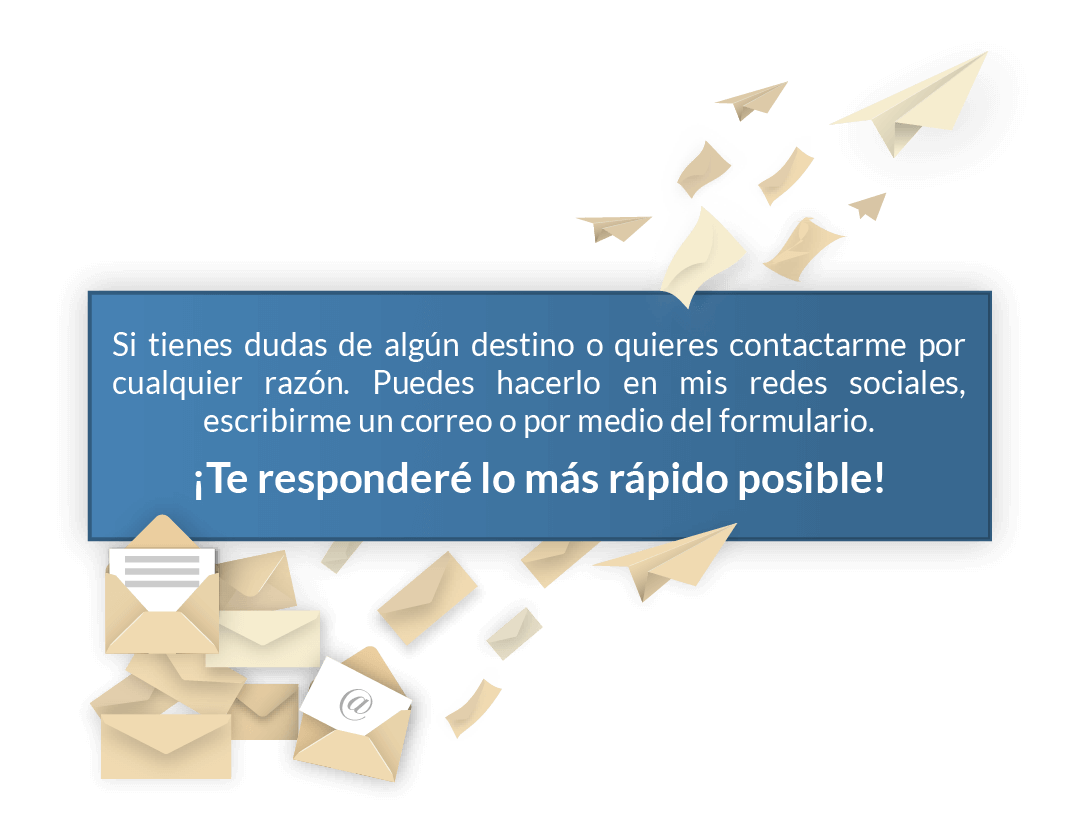 Si tienes dudas de algún destino o quieres contactarme por
cualquier razón. Puedes hacerlo en mis redes sociales,
escribirme un correo o por medio del formulario.
¡Te responderé lo más rápido posible!
@